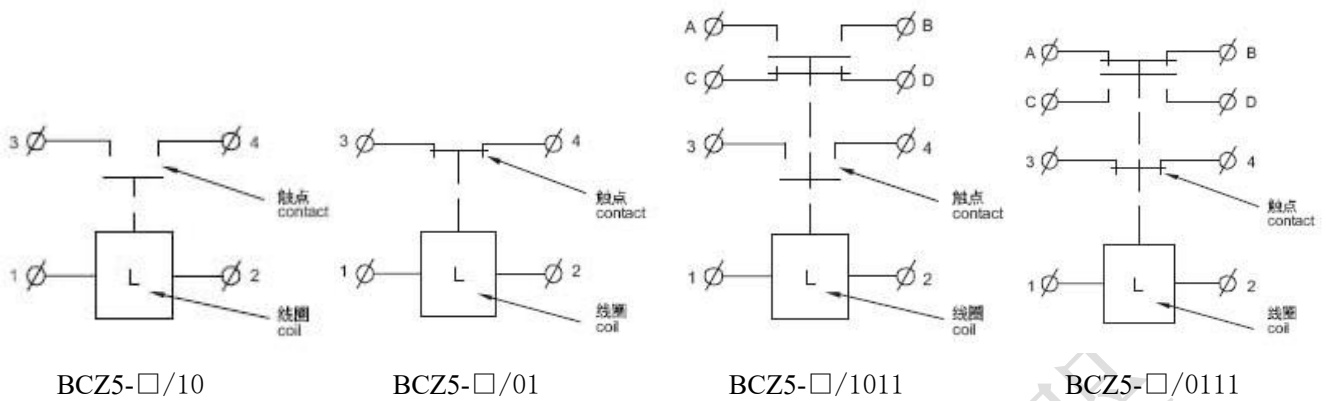 3 4
触点
contact
1 L 2
线圈
coil
BCZ5-□/10
3 4
触点
contact
1 L 2
线圈
coil
BCZ5-□/01
A B
C D
3 4
触点
contact
1 L 2
线圈
coil
BCZ5-□/1011
A B
C D
3 4
触点
contact
1 L 2
线圈
coil
BCZ5-□/0111